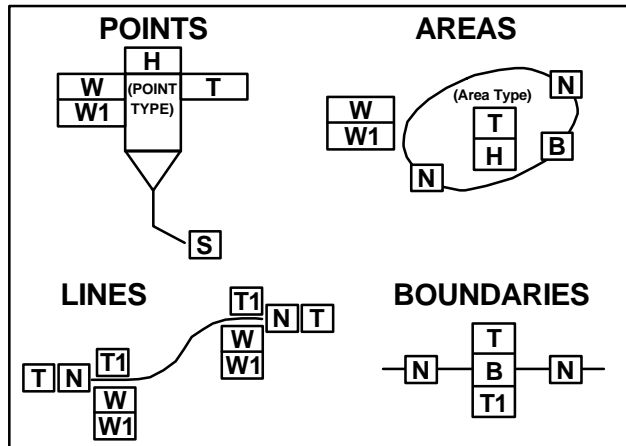 POINTS
H
W
(POINT
T
W1
TYPE)
S
AREAS
N
(Area Type)
W
T
W1
H
B
N
LINES
T1
N T
W
W1
T1
T N
W
W1
BOUNDARIES
T
N B N
T1